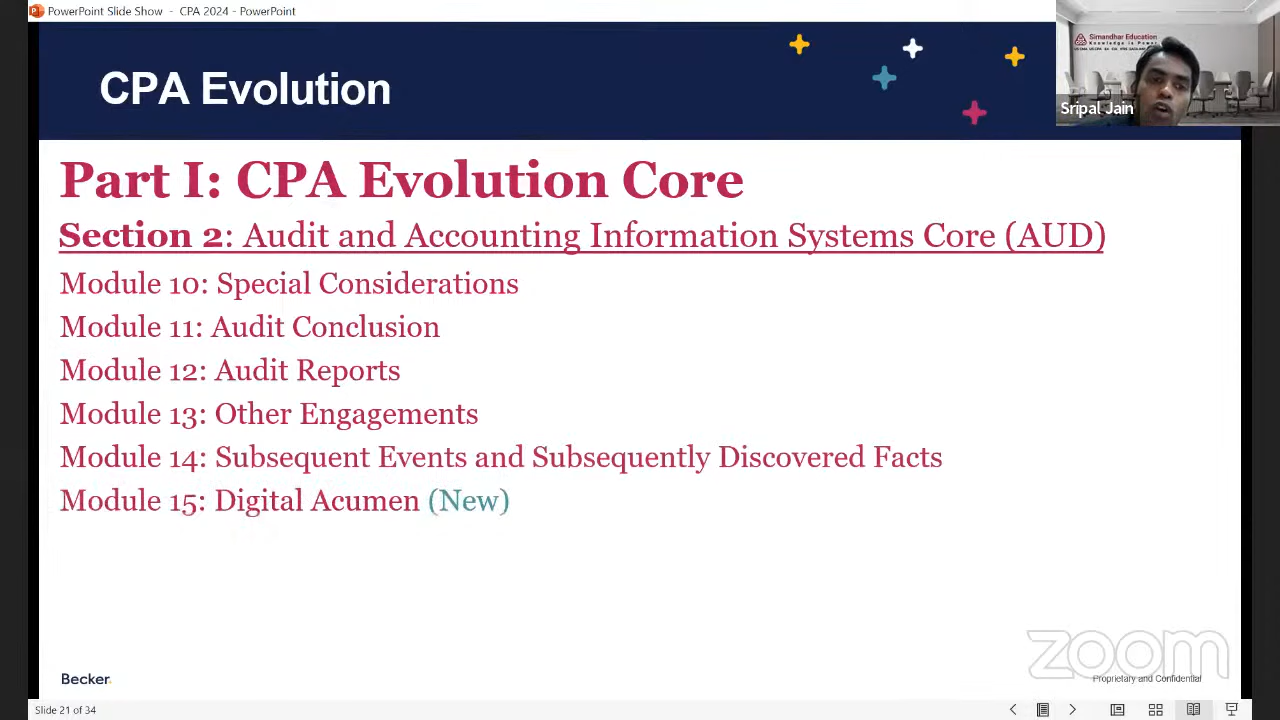 PowerPoint Slide Show - CPA 2024 - PowerPoint
Simandhar Education
Knowledge is Power
Sripal Jain
CPA Evolution
Part I: CPA Evolution Core
Section 2: Audit and Accounting Information Systems Core (AUD)
Module 10: Special Considerations
Module 11: Audit Conclusion
Module 12: Audit Reports
Module 13: Other Engagements
Module 14: Subsequent Events and Subsequently Discovered Facts
Module 15: Digital Acumen (New)
zoom
Becker.
Proprietary and Confidential
Slide 21 of 34